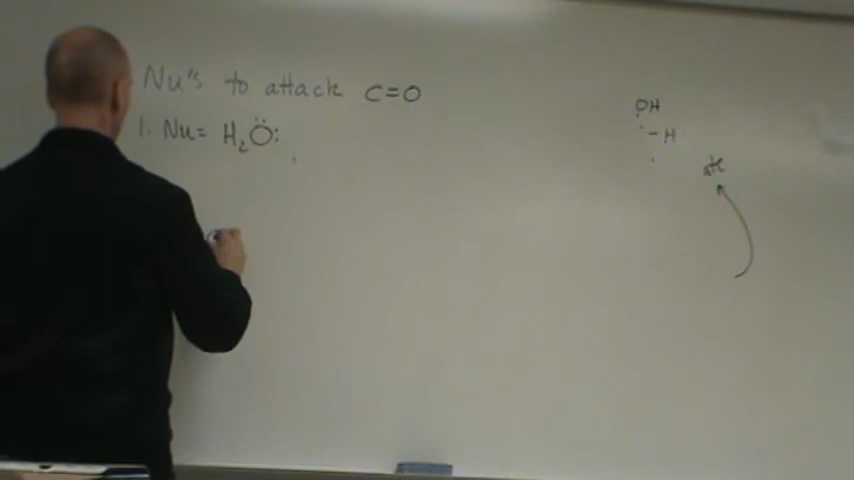 Nu's to attack C=O
1. Nu= H₂Ö:
OH
-H